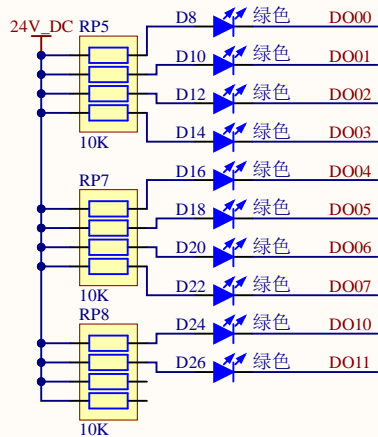 24V_DC RP5 D8 绿色 DO00
D10 绿色 DO01
D12 绿色 DO02
D14 绿色 DO03
10K
RP7 D16 绿色 DO04
D18 绿色 DO05
D20 绿色 DO06
D22 绿色 DO07
10K
RP8 D24 绿色 DO10
D26 绿色 DO11
10K